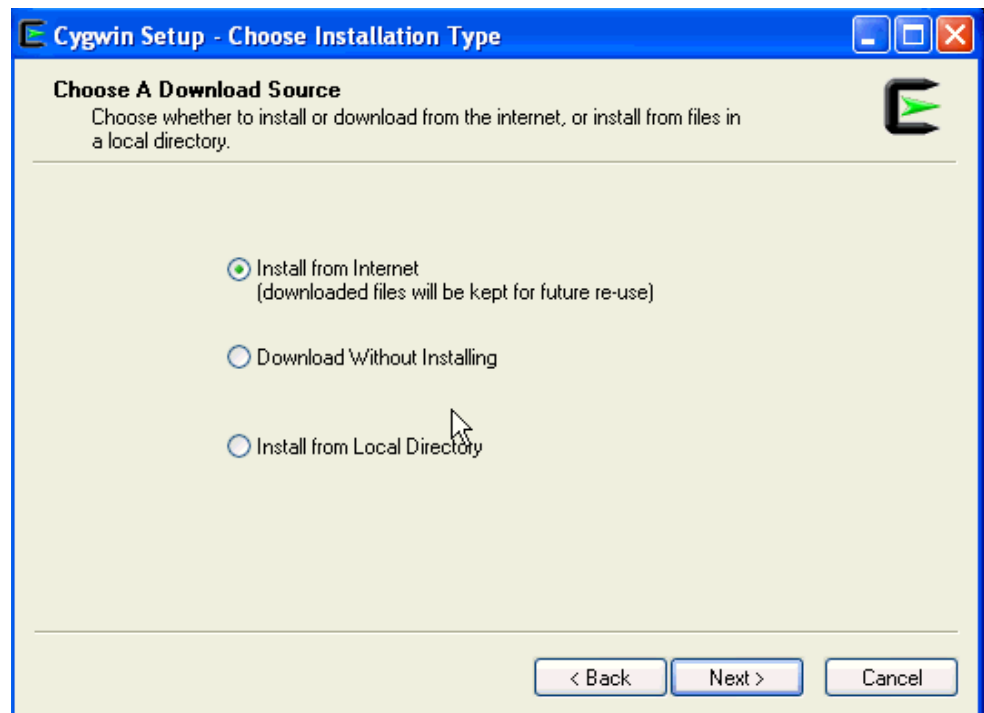 Cygwin Setup - Choose Installation Type
Choose A Download Source
Choose whether to install or download from the internet, or install from files in
a local directory.
Install from Internet
(downloaded files will be kept for future re-use)
Download Without Installing
Install from Local Directory
< Back
Next >
Cancel